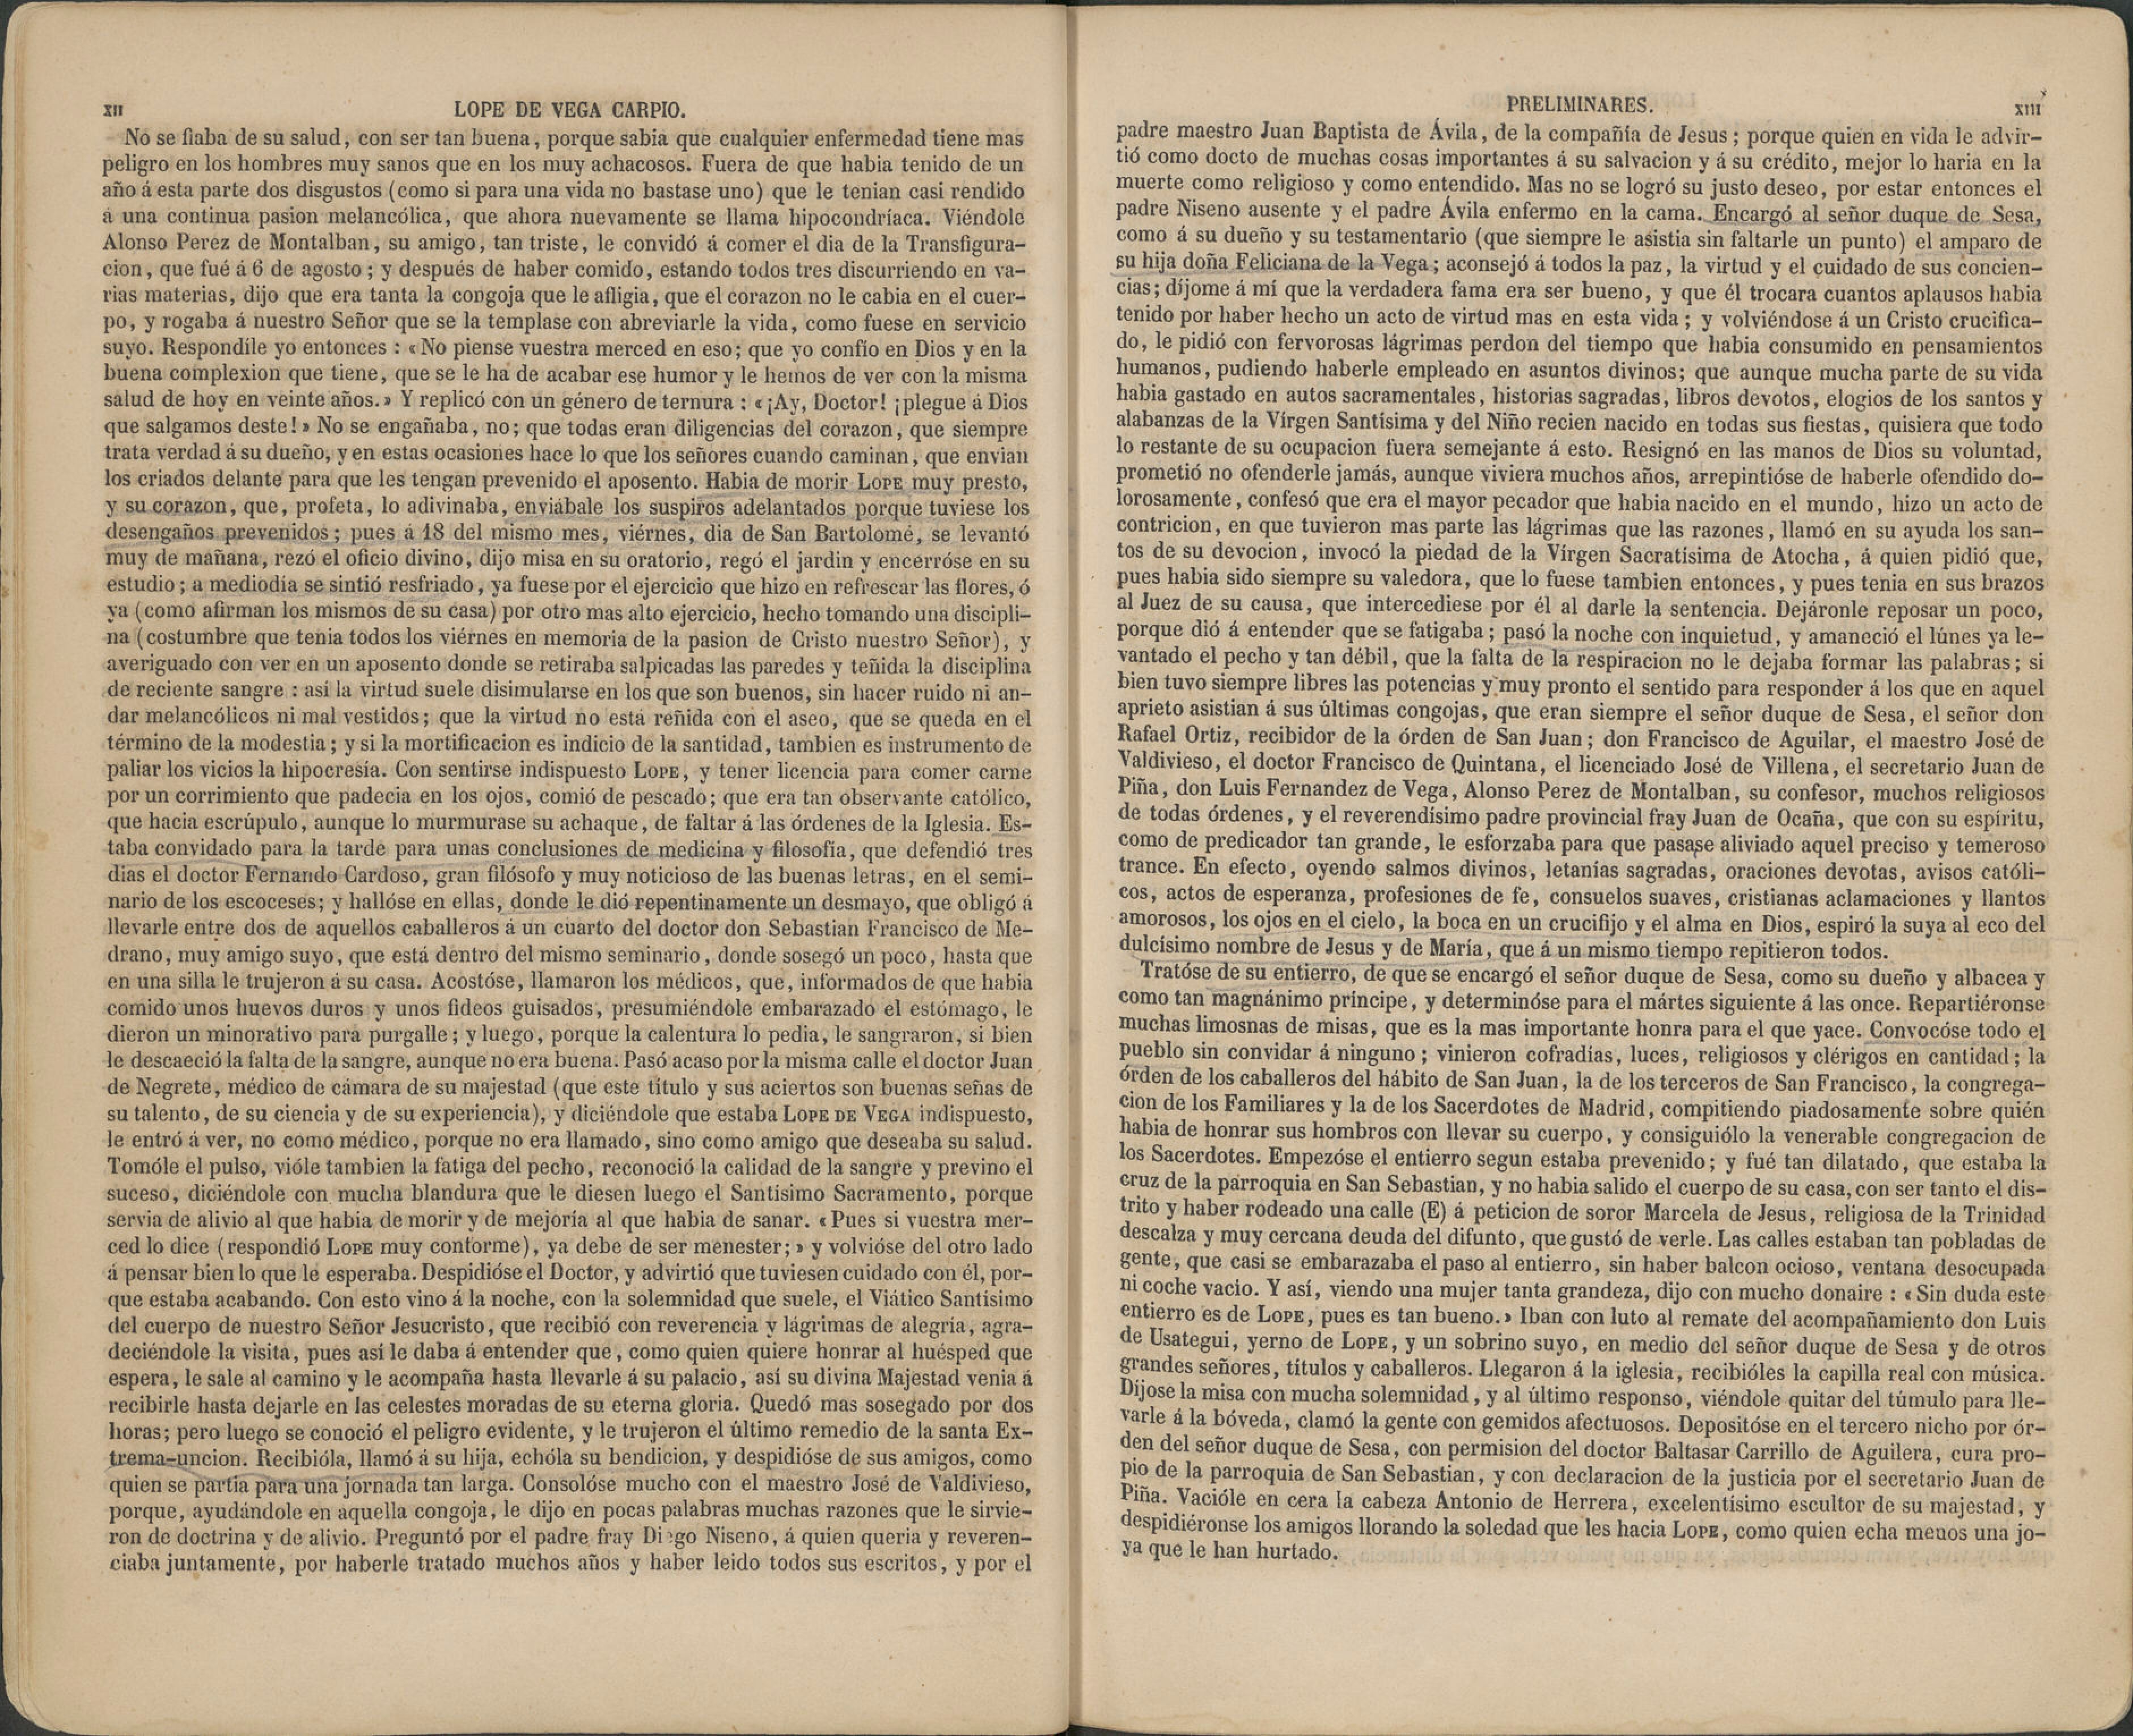 XII
LOPE DE VEGA CARPIO.
No se fiaba de su salud, con ser tan buena, porque sabia que cualquier enfermedad tiene mas
peligro en los hombres muy sanos que en los muy achacosos. Fuera de que habia tenido de un
año á esta parte dos disgustos (como si para una vida no bastase uno) que le tenian casi rendido
á una continua pasion melancólica, que ahora nuevamente se llama hipocondríaca. Viéndole
Alonso Perez de Montalban, su amigo, tan triste, le convidó á comer el dia de la Transfigura-
cion, que fué á 6 de agosto; y después de haber comido, estando todos tres discurriendo en va-
rias materias, dijo que era tanta la congoja que le afligia, que el corazon no le cabia en el cuer-
po, y rogaba á nuestro Señor que se la templase con abreviarle la vida, como fuese en servicio
suyo. Respondile yo entonces : «No piense vuestra merced en eso; que yo confío en Dios y en la
buena complexion que tiene, que se le ha de acabar ese humor y le hemos de ver con la misma
salud de hoy en veinte años.» Y replicó con un género de ternura : «¡Ay, Doctor! ¡plegue á Dios
que salgamos deste!» No se engañaba, no; que todas eran diligencias del corazon, que siempre
trata verdad á su dueño, y en estas ocasiones hace lo que los señores cuando caminan, que envian
los criados delante para que les tengan prevenido el aposento. Habia de morir LOPE muy presto,
y su corazon, que, profeta, lo adivinaba, enviábale los suspiros adelantados porque tuviese los
desengaños prevenidos; pues á 18 del mismo mes, viérnes, dia de San Bartolomé, se levantó
muy de mañana, rezó el oficio divino, dijo misa en su oratorio, regó el jardin y encerróse en su
estudio; a mediodia se sintió resfriado, ya fuese por el ejercicio que hizo en refrescar las flores, ó
ya (como afirman los mismos de su casa) por otro mas alto ejercicio, hecho tomando una discipli-
na (costumbre que tenia todos los viérnes en memoria de la pasion de Cristo nuestro Señor), y
averiguado con ver en un aposento donde se retiraba salpicadas las paredes y teñida la disciplina
de reciente sangre : así la virtud suele disimularse en los que son buenos, sin hacer ruido ni an-
dar melancólicos ni mal vestidos; que la virtud no está reñida con el aseo, que se queda en el
término de la modestia; y si la mortificacion es indicio de la santidad, tambien es instrumento de
paliar los vicios la hipocresía. Con sentirse indispuesto LOPE, y tener licencia para comer carne
por un corrimiento que padecia en los ojos, comió de pescado; que era tan observante católico,
que hacia escrúpulo, aunque lo murmurase su achaque, de faltar á las órdenes de la Iglesia. Es-
taba convidado para la tarde para unas conclusiones de medicina y filosofía, que defendió tres
dias el doctor Fernando Cardoso, gran filósofo y muy noticioso de las buenas letras, en el semi-
nario de los escoceses; y hallóse en ellas, donde le dió repentinamente un desmayo, que obligó á
llevarle entre dos de aquellos caballeros á un cuarto del doctor don Sebastian Francisco de Me-
drano, muy amigo suyo, que está dentro del mismo seminario, donde sosegó un poco, hasta que
en una silla le trujeron á su casa. Acostóse, llamaron los médicos, que, informados de que habia
comido unos huevos duros y unos fideos guisados, presumiéndole embarazado el estómago, le
dieron un minorativo para purgalle; y luego, porque la calentura lo pedia, le sangraron, si bien
le descaeció la falta de la sangre, aunque no era buena. Pasó acaso por la misma calle el doctor Juan
de Negrete, médico de cámara de su majestad (que este título y sus aciertos son buenas señas de
su talento, de su ciencia y de su experiencia), y diciéndole que estaba LOPE DE VEGA indispuesto,
le entró á ver, no como médico, porque no era llamado, sino como amigo que deseaba su salud.
Tomóle el pulso, vióle tambien la fatiga del pecho, reconoció la calidad de la sangre y previno el
suceso, diciéndole con mucha blandura que le diesen luego el Santísimo Sacramento, porque
servia de alivio al que habia de morir y de mejoría al que habia de sanar. «Pues si vuestra mer-
ced lo dice (respondió LOPE muy conforme), ya debe de ser menester;» y volvióse del otro lado
á pensar bien lo que le esperaba. Despidióse el Doctor, y advirtió que tuviesen cuidado con él, por-
que estaba acabando. Con esto vino á la noche, con la solemnidad que suele, el Viático Santísimo
del cuerpo de nuestro Señor Jesucristo, que recibió con reverencia y lágrimas de alegría, agra-
deciéndole la visita, pues así le daba á entender que, como quien quiere honrar al huésped que
espera, le sale al camino y le acompaña hasta llevarle á su palacio, así su divina Majestad venia á
recibirle hasta dejarle en las celestes moradas de su eterna gloria. Quedó mas sosegado por dos
horas; pero luego se conoció el peligro evidente, y le trujeron el último remedio de la santa Ex-
trema-uncion. Recibióla, llamó á su hija, echóla su bendicion, y despidióse de sus amigos, como
quien se partia para una jornada tan larga. Consolóse mucho con el maestro José de Valdivieso,
porque, ayudándole en aquella congoja, le dijo en pocas palabras muchas razones que le sirvie-
ron de doctrina y de alivio. Preguntó por el padre fray Diego Niseno, á quien queria y reveren-
ciaba juntamente, por haberle tratado muchos años y haber leido todos sus escritos, y por el
PRELIMINARES.
XIII
padre maestro Juan Baptista de Ávila, de la compañía de Jesus; porque quien en vida le advir-
tió como docto de muchas cosas importantes á su salvacion y á su crédito, mejor lo haria en la
muerte como religioso y como entendido. Mas no se logró su justo deseo, por estar entonces el
padre Niseno ausente y el padre Ávila enfermo en la cama. Encargó al señor duque de Sesa,
como á su dueño y su testamentario (que siempre le asistia sin faltarle un punto) el amparo de
su hija doña Feliciana de la Vega; aconsejó á todos la paz, la virtud y el cuidado de sus concien-
cias; díjome á mí que la verdadera fama era ser bueno, y que él trocara cuantos aplausos habia
tenido por haber hecho un acto de virtud mas en esta vida; y volviéndose á un Cristo crucifica-
do, le pidió con fervorosas lágrimas perdon del tiempo que habia consumido en pensamientos
humanos, pudiendo haberle empleado en asuntos divinos; que aunque mucha parte de su vida
habia gastado en autos sacramentales, historias sagradas, libros devotos, elogios de los santos y
alabanzas de la Vírgen Santísima y del Niño recien nacido en todas sus fiestas, quisiera que todo
lo restante de su ocupacion fuera semejante á esto. Resignó en las manos de Dios su voluntad,
prometió no ofenderle jamás, aunque viviera muchos años, arrepintióse de haberle ofendido do-
lorosamente, confesó que era el mayor pecador que habia nacido en el mundo, hizo un acto de
contricion, en que tuvieron mas parte las lágrimas que las razones, llamó en su ayuda los san-
tos de su devocion, invocó la piedad de la Vírgen Sacratísima de Atocha, á quien pidió que,
pues habia sido siempre su valedora, que lo fuese tambien entonces, y pues tenia en sus brazos
al Juez de su causa, que intercediese por él al darle la sentencia. Dejáronle reposar un poco,
porque dió á entender que se fatigaba; pasó la noche con inquietud, y amaneció el lúnes ya le-
vantado el pecho y tan débil, que la falta de la respiracion no le dejaba formar las palabras; si
bien tuvo siempre libres las potencias y muy pronto el sentido para responder á los que en aquel
aprieto asistian á sus últimas congojas, que eran siempre el señor duque de Sesa, el señor don
Rafael Ortiz, recibidor de la órden de San Juan; don Francisco de Aguilar, el maestro José de
Valdivieso, el doctor Francisco de Quintana, el licenciado José de Villena, el secretario Juan de
Piña, don Luis Fernandez de Vega, Alonso Perez de Montalban, su confesor, muchos religiosos
de todas órdenes, y el reverendísimo padre provincial fray Juan de Ocaña, que con su espíritu,
como de predicador tan grande, le esforzaba para que pasase aliviado aquel preciso y temeroso
trance. En efecto, oyendo salmos divinos, letanías sagradas, oraciones devotas, avisos católi-
cos, actos de esperanza, profesiones de fe, consuelos suaves, cristianas aclamaciones y llantos
amorosos, los ojos en el cielo, la boca en un crucifijo y el alma en Dios, espiró la suya al eco del
dulcísimo nombre de Jesus y de María, que á un mismo tiempo repitieron todos.
Tratóse de su entierro, de que se encargó el señor duque de Sesa, como su dueño y albacea y
como tan magnánimo príncipe, y determinóse para el mártes siguiente á las once. Repartiéronse
muchas limosnas de misas, que es la mas importante honra para el que yace. Convocóse todo el
pueblo sin convidar á ninguno; vinieron cofradías, luces, religiosos y clérigos en cantidad; la
órden de los caballeros del hábito de San Juan, la de los terceros de San Francisco, la congrega-
cion de los Familiares y la de los Sacerdotes de Madrid, compitiendo piadosamente sobre quién
habia de honrar sus hombros con llevar su cuerpo, y consiguiólo la venerable congregacion de
los Sacerdotes. Empezóse el entierro segun estaba prevenido; y fué tan dilatado, que estaba la
cruz de la parroquia en San Sebastian, y no habia salido el cuerpo de su casa, con ser tanto el dis-
trito y haber rodeado una calle (E) á peticion de soror Marcela de Jesus, religiosa de la Trinidad
descalza y muy cercana deuda del difunto, que gustó de verle. Las calles estaban tan pobladas de
gente, que casi se embarazaba el paso al entierro, sin haber balcon ocioso, ventana desocupada
ni coche vacio. Y así, viendo una mujer tanta grandeza, dijo con mucho donaire : «Sin duda este
entierro es de LOPE, pues es tan bueno.» Iban con luto al remate del acompañamiento don Luis
de Usategui, yerno de LOPE, y un sobrino suyo, en medio del señor duque de Sesa y de otros
grandes señores, títulos y caballeros. Llegaron á la iglesia, recibióles la capilla real con música.
Díjose la misa con mucha solemnidad, y al último responso, viéndole quitar del túmulo para lle-
varle á la bóveda, clamó la gente con gemidos afectuosos. Depositóse en el tercero nicho por ór-
den del señor duque de Sesa, con permision del doctor Baltasar Carrillo de Aguilera, cura pro-
pio de la parroquia de San Sebastian, y con declaracion de la justicia por el secretario Juan de
Piña. Vacióle en cera la cabeza Antonio de Herrera, excelentísimo escultor de su majestad, y
despidiéronse los amigos llorando la soledad que les hacia LOPE, como quien echa menos una jo-
ya que le han hurtado.